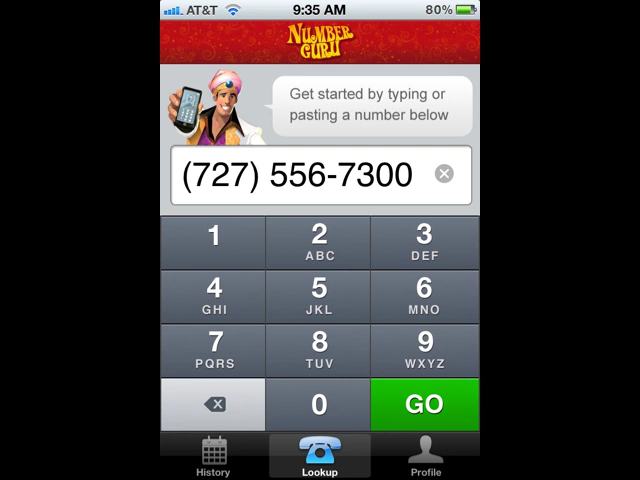 AT&T 9:35 AM 80%
NUMBER
GURU
Get started by typing or
pasting a number below
(727) 556-7300
1 2 3
ABC DEF
4 5 6
GHI JKL MNO
7 8 9
PQRS TUV WXYZ
0 GO
History Lookup Profile